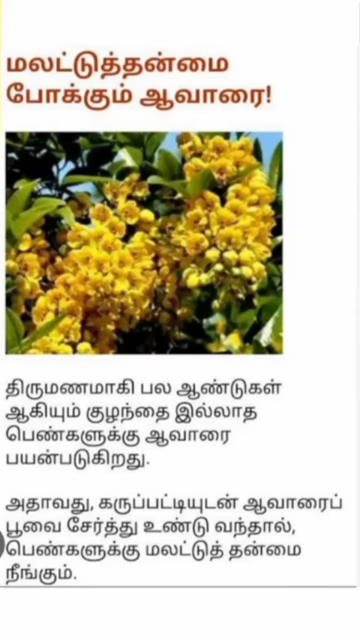 மலட்டுத்தன்மை
போக்கும் ஆவாரை!
திருமணமாகி பல ஆண்டுகள்
ஆகியும் குழந்தை இல்லாத
பெண்களுக்கு ஆவாரை
பயன்படுகிறது.
அதாவது, கருப்பட்டியுடன் ஆவாரைப்
பூவை சேர்த்து உண்டு வந்தால்,
பெண்களுக்கு மலட்டுத் தன்மை
நீங்கும்.